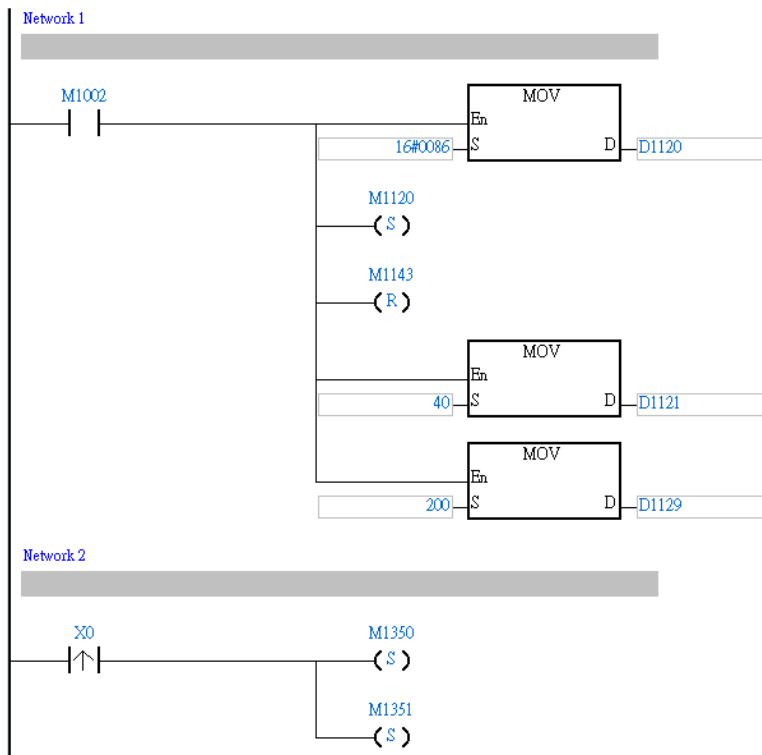 Network 1
M1002
MOV
En
16#0086 S D D1120
M1120
S
M1143
R
MOV
En
40 S D D1121
MOV
En
200 S D D1129
Network 2
X0 M1350
S
M1351
S